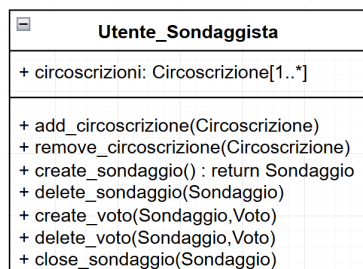 Utente_Sondaggista
+ circoscrizioni: Circoscrizione[1..*]
+ add_circoscrizione(Circoscrizione)
+ remove_circoscrizione(Circoscrizione)
+ create_sondaggio() : return Sondaggio
+ delete_sondaggio(Sondaggio)
+ create_voto(Sondaggio,Voto)
+ delete_voto(Sondaggio,Voto)
+ close_sondaggio(Sondaggio)